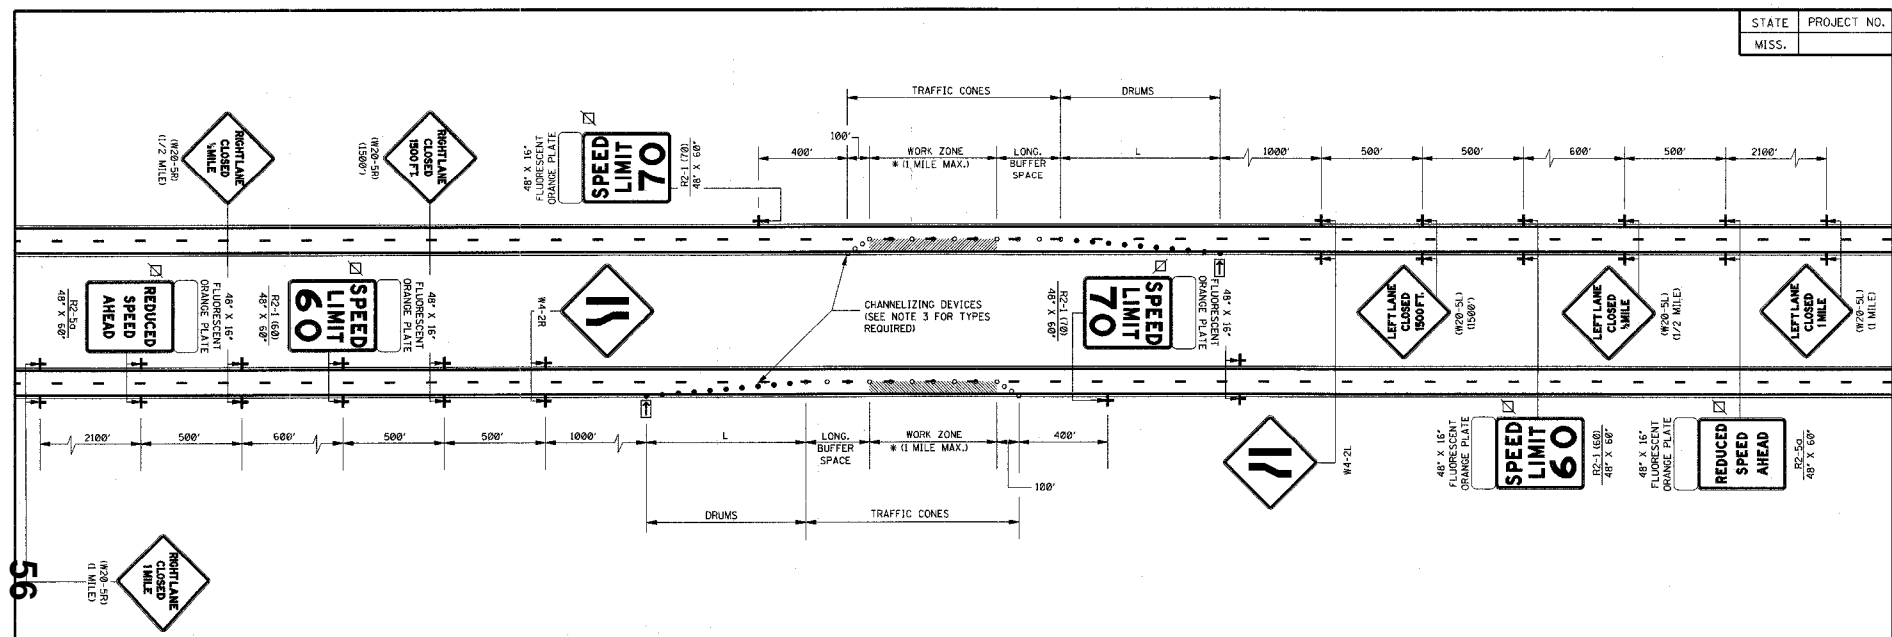 STATE PROJECT NO.
MISS.
TRAFFIC CONES
DRUMS
400'
100'
WORK ZONE
* (1 MILE MAX.)
LONG.
BUFFER
SPACE
L
1000'
500'
500'
600'
500'
2100'
RIGHT LANE
CLOSED
½ MILE
(W20-5R)
(1/2 MILE)
RIGHT LANE
CLOSED
1500 FT.
(W20-5R)
(1500')
48" X 16"
FLUORESCENT
ORANGE PLATE
SPEED
LIMIT
70
R2-1 (70)
48" X 60"
REDUCED
SPEED
AHEAD
R2-5a
48" X 60"
48" X 16"
FLUORESCENT
ORANGE PLATE
SPEED
LIMIT
60
R2-1 (60)
48" X 60"
48" X 16"
FLUORESCENT
ORANGE PLATE
W4-2R
CHANNELIZING DEVICES
(SEE NOTE 3 FOR TYPES
REQUIRED)
SPEED
LIMIT
70
R2-1 (70)
48" X 60"
48" X 16"
FLUORESCENT
ORANGE PLATE
LEFT LANE
CLOSED
1500 FT.
(W20-5L)
(1500')
LEFT LANE
CLOSED
½ MILE
(W20-5L)
(1/2 MILE)
LEFT LANE
CLOSED
1 MILE
(W20-5L)
(1 MILE)
2100'
500'
600'
500'
500'
1000'
L
LONG.
BUFFER
SPACE
WORK ZONE
* (1 MILE MAX.)
400'
100'
DRUMS
TRAFFIC CONES
W4-2L
48" X 16"
FLUORESCENT
ORANGE PLATE
SPEED
LIMIT
60
R2-1 (60)
48" X 60"
48" X 16"
FLUORESCENT
ORANGE PLATE
REDUCED
SPEED
AHEAD
R2-5a
48" X 60"
RIGHT LANE
CLOSED
1 MILE
(W20-5R)
(1 MILE)
56